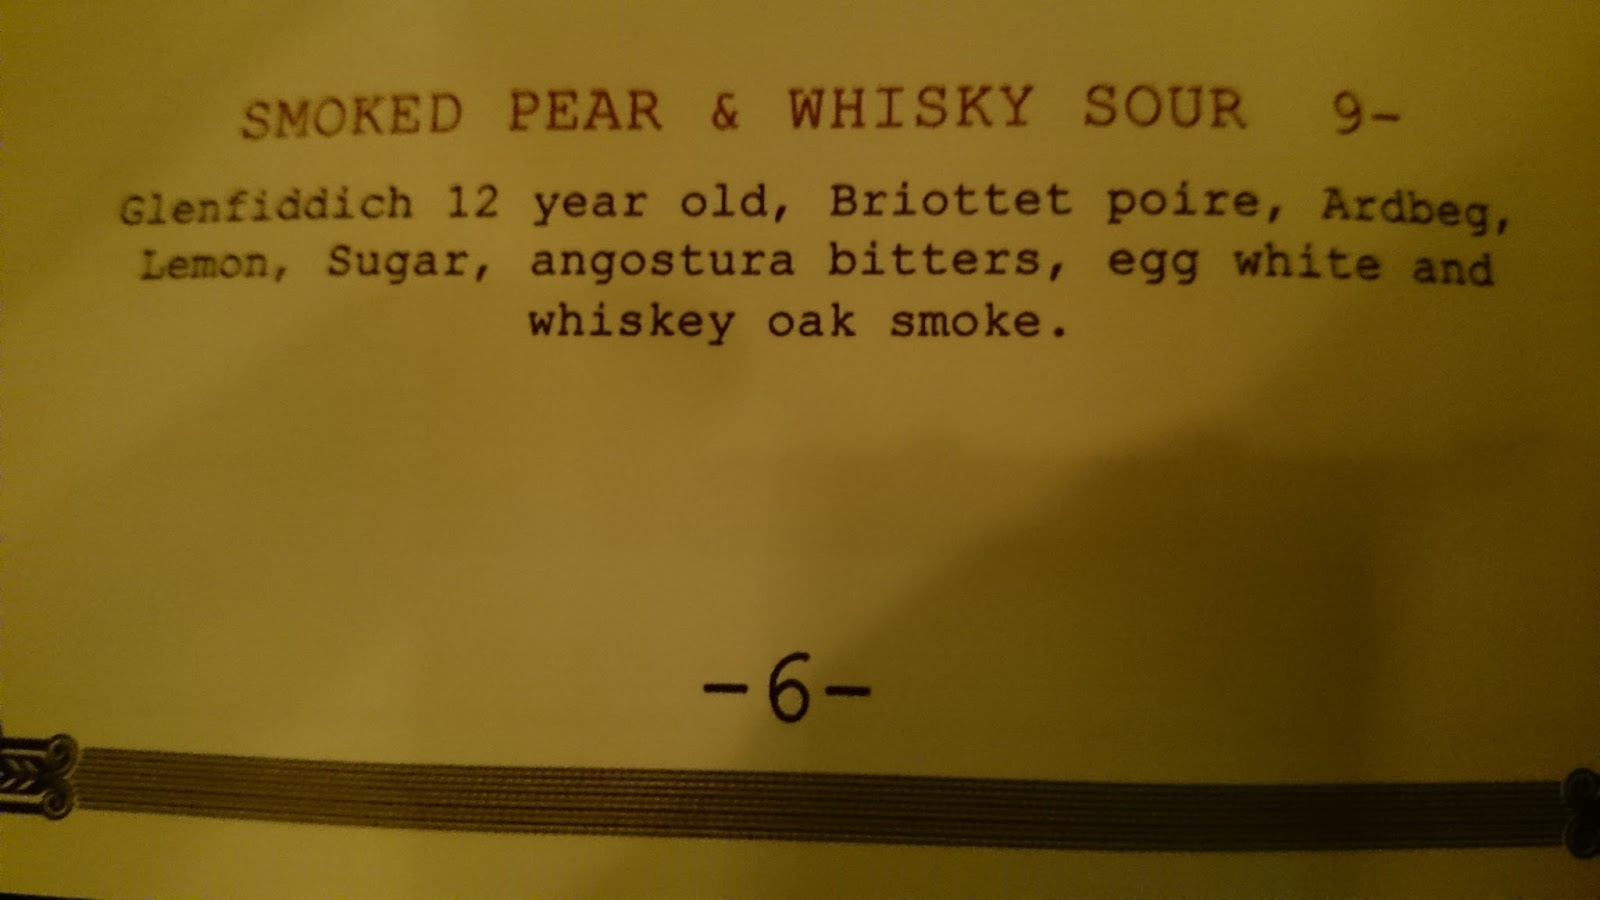 SMOKED PEAR & WHISKY SOUR 9-
Glenfiddich 12 year old, Briottet poire, Ardbeg,
Lemon, Sugar, angostura bitters, egg white and
whiskey oak smoke.
-6-